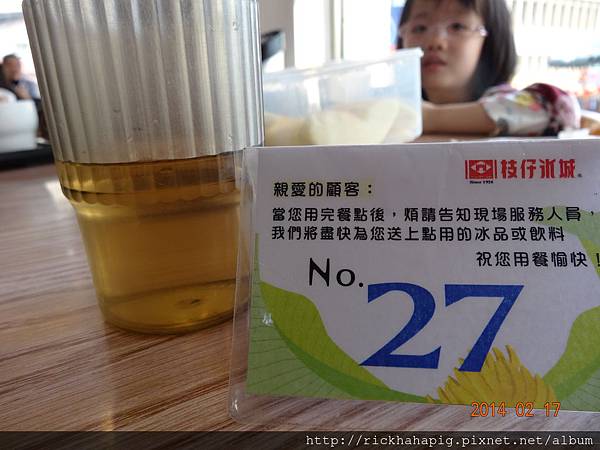 枝仔冰城
Since 1926
親愛的顧客：
當您用完餐點後，煩請告知現場服務人員，
我們將盡快為您送上點用的冰品或飲料
祝您用餐愉快！
No. 27
2014 02 17
http://rickhahapig.pixnet.net/album